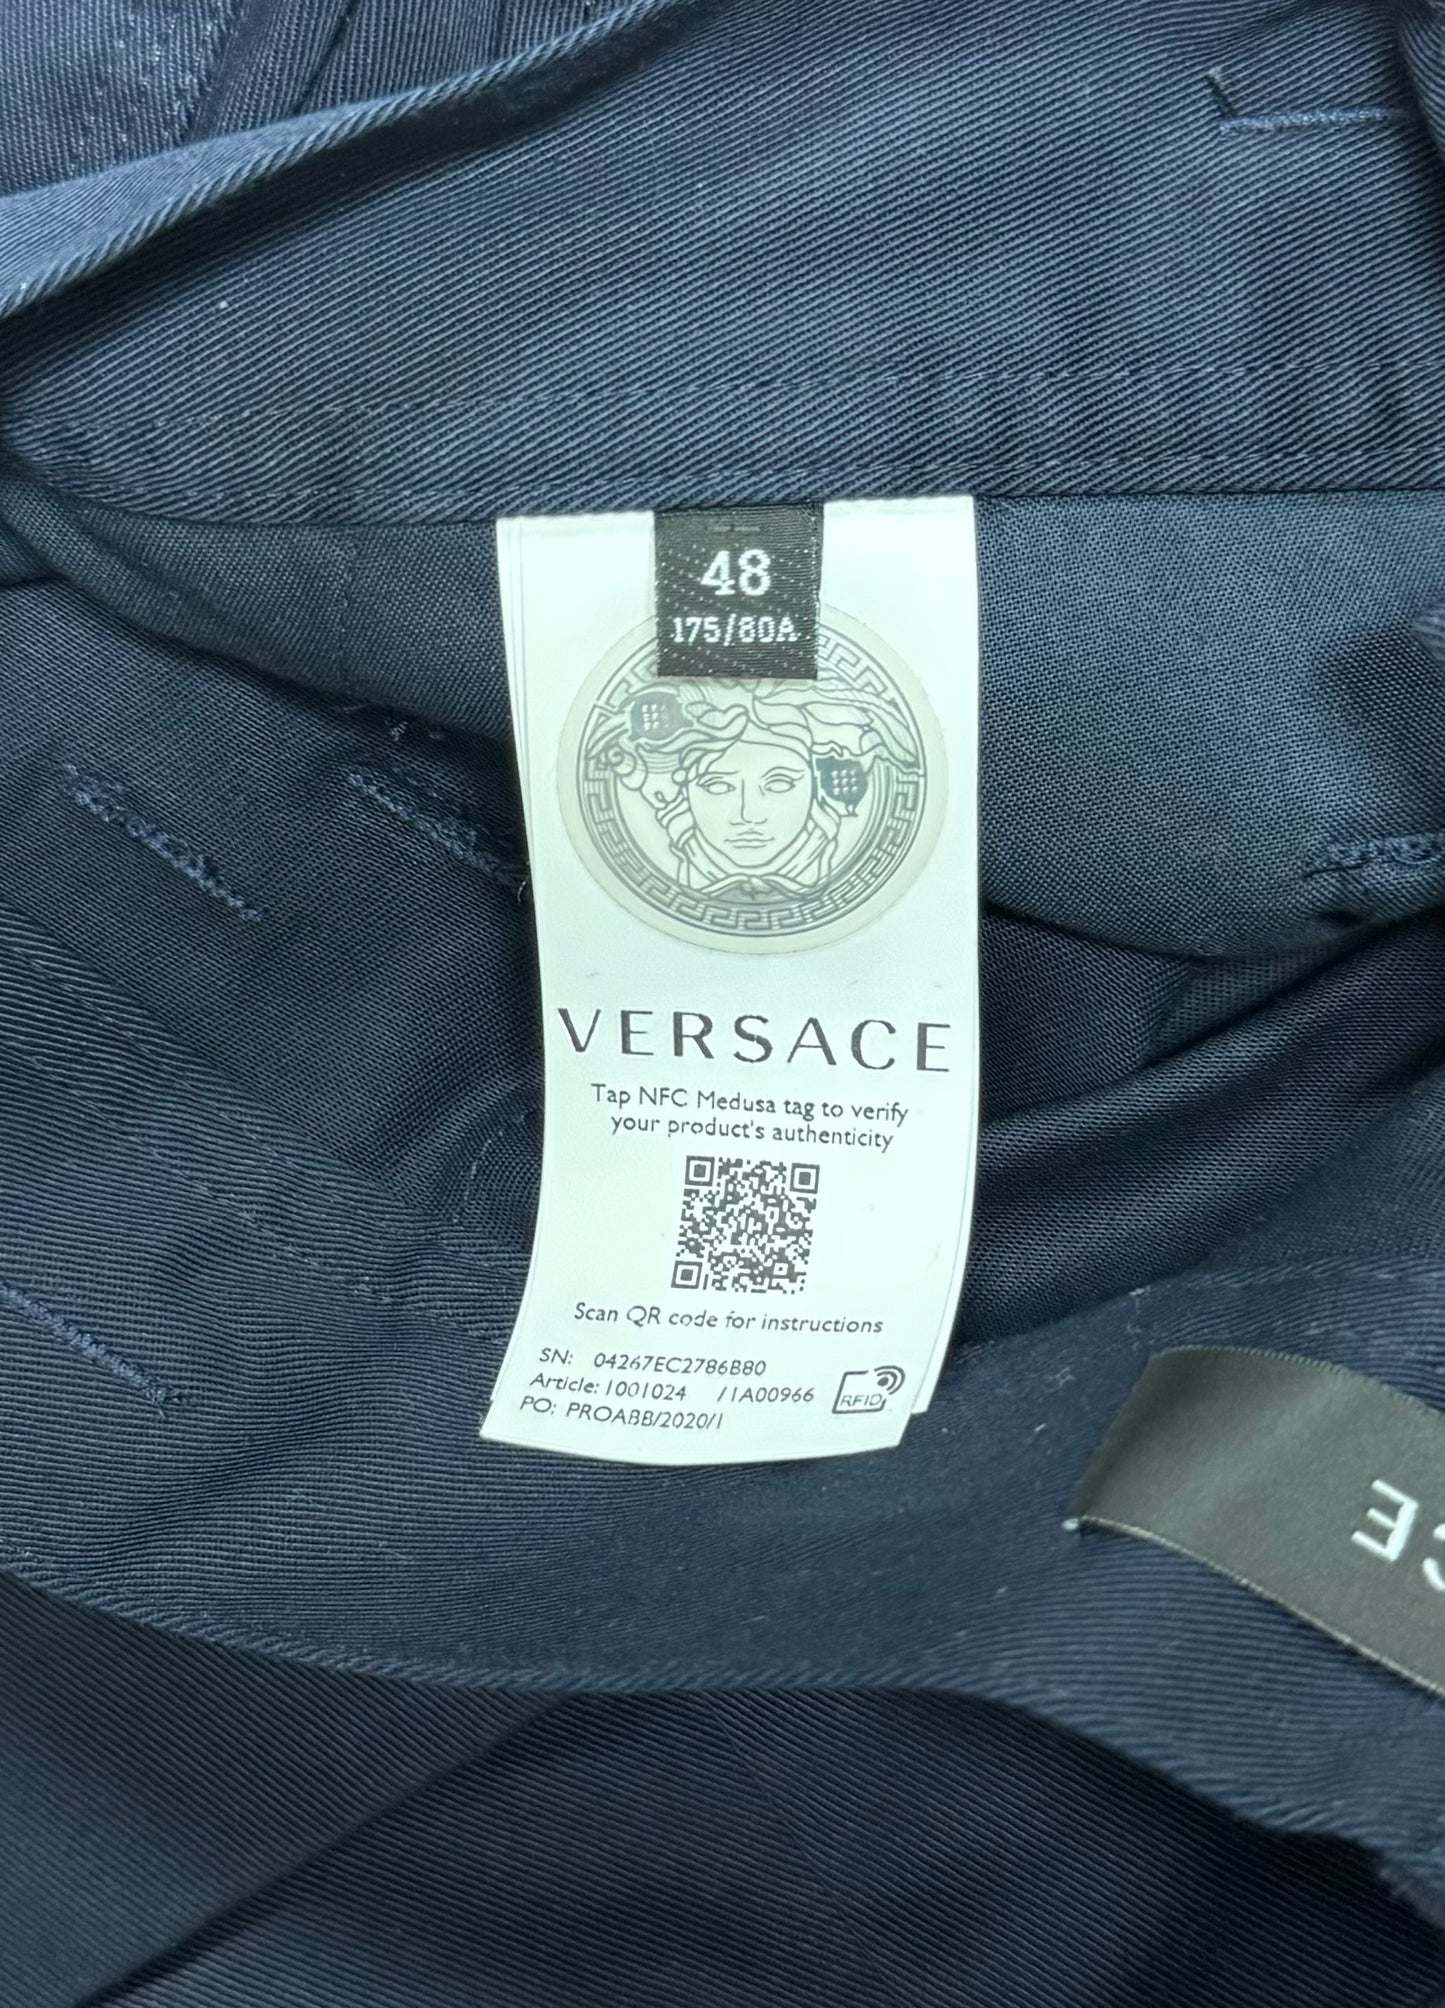 48
175/80A
VERSACE
Tap NFC Medusa tag to verify
your product's authenticity
Scan QR code for instructions
SN: 04267EC2786B80
Article: 1001024 /1A00966
PO: PROABB/2020/1
RFID
CE